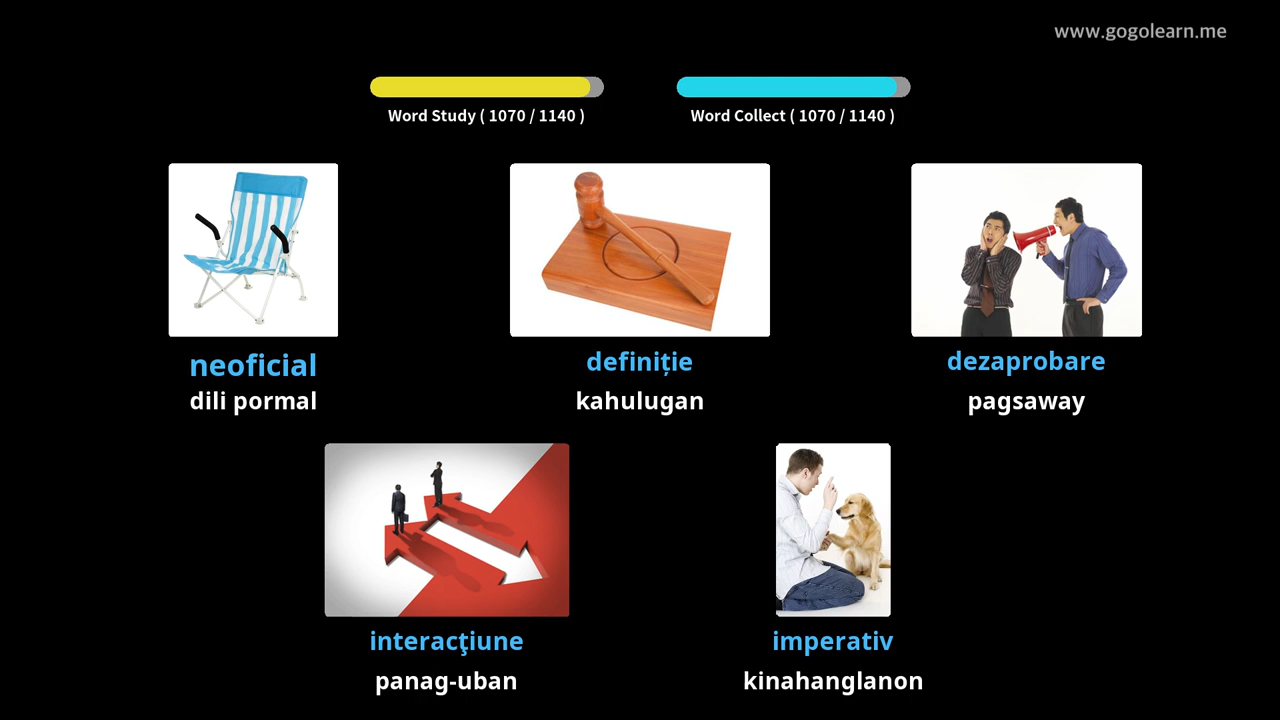 www.gogolearn.me
Word Study ( 1070 / 1140 )
Word Collect ( 1070 / 1140 )
neoficial
dili pormal
definiție
kahulugan
dezaprobare
pagsaway
interacţiune
panag-uban
imperativ
kinahanglanon